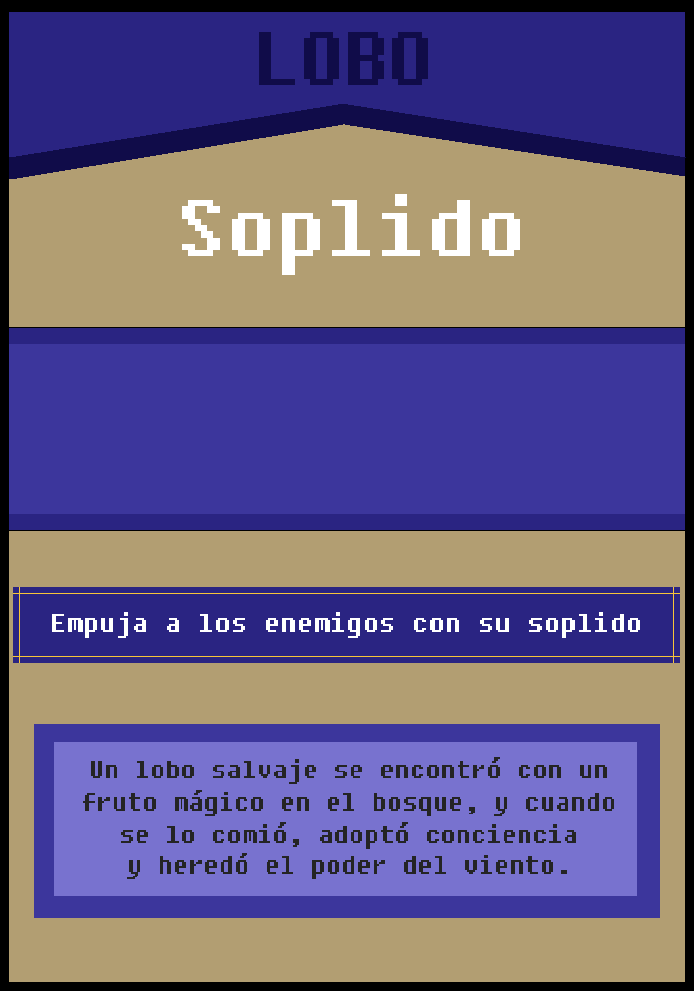 LOBO
Soplido
Empuja a los enemigos con su soplido
Un lobo salvaje se encontró con un
fruto mágico en el bosque, y cuando
se lo comió, adoptó conciencia
y heredó el poder del viento.